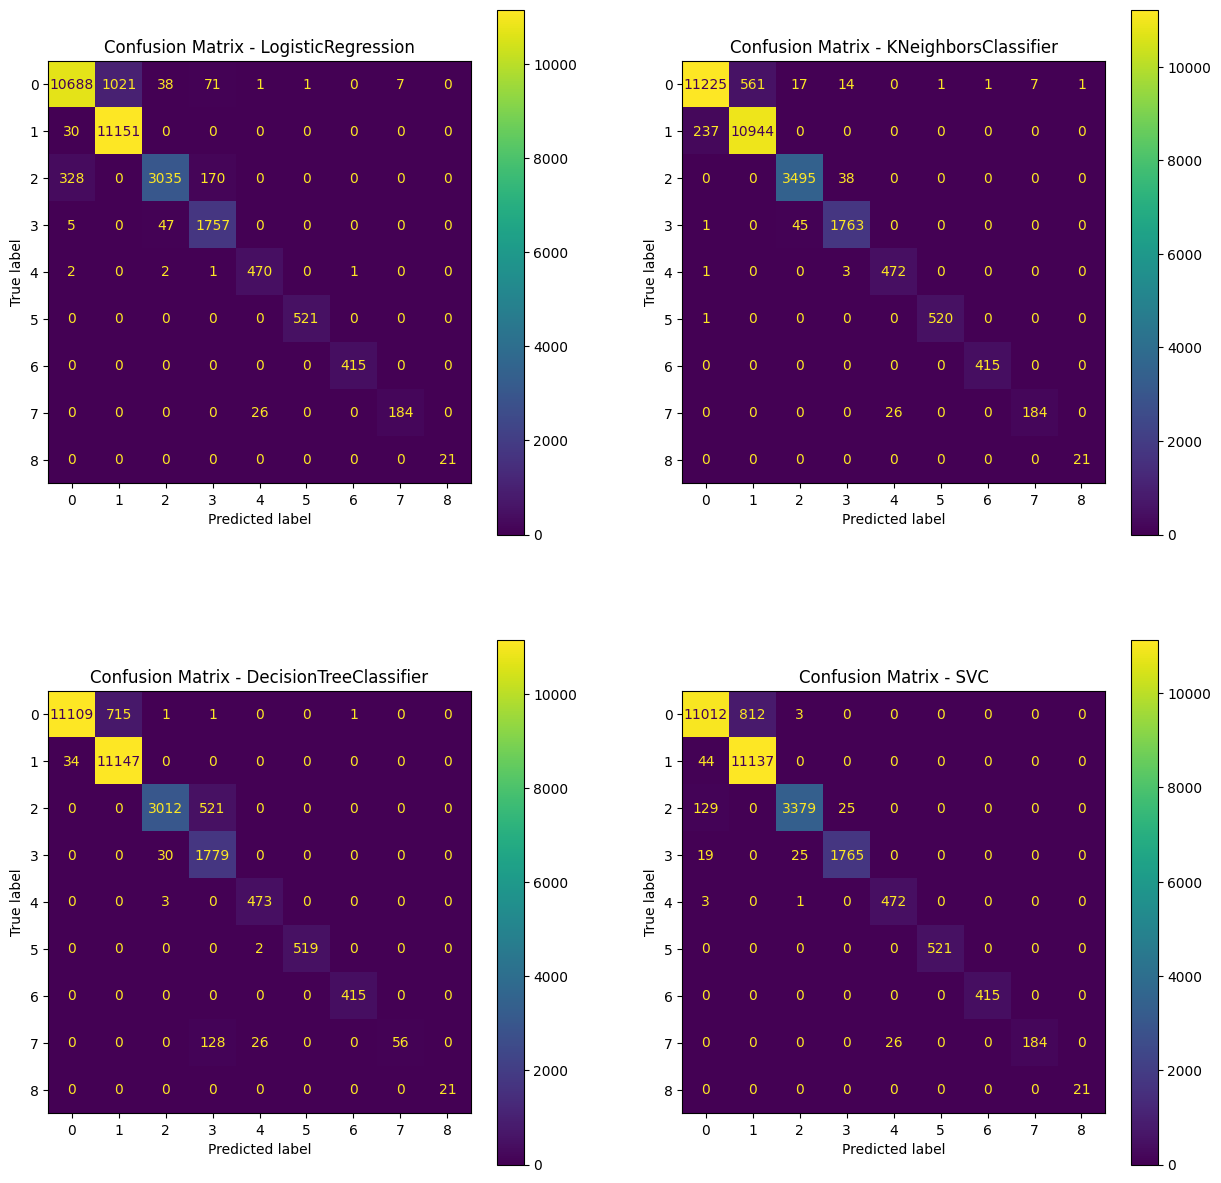 Confusion Matrix - LogisticRegression
True label
0 10688 1021 38 71 1 1 0 7 0
1 30 11151 0 0 0 0 0 0 0
2 328 0 3035 170 0 0 0 0 0
3 5 0 47 1757 0 0 0 0 0
4 2 0 2 1 470 0 1 0 0
5 0 0 0 0 0 521 0 0 0
6 0 0 0 0 0 0 415 0 0
7 0 0 0 0 26 0 0 184 0
8 0 0 0 0 0 0 0 0 21
0 1 2 3 4 5 6 7 8
Predicted label
10000
8000
6000
4000
2000
0
Confusion Matrix - KNeighborsClassifier
True label
0 11225 561 17 14 0 1 1 7 1
1 237 10944 0 0 0 0 0 0 0
2 0 0 3495 38 0 0 0 0 0
3 1 0 45 1763 0 0 0 0 0
4 1 0 0 3 472 0 0 0 0
5 1 0 0 0 0 520 0 0 0
6 0 0 0 0 0 0 415 0 0
7 0 0 0 0 26 0 0 184 0
8 0 0 0 0 0 0 0 0 21
0 1 2 3 4 5 6 7 8
Predicted label
10000
8000
6000
4000
2000
0
Confusion Matrix - DecisionTreeClassifier
True label
0 11109 715 1 1 0 0 1 0 0
1 34 11147 0 0 0 0 0 0 0
2 0 0 3012 521 0 0 0 0 0
3 0 0 30 1779 0 0 0 0 0
4 0 0 3 0 473 0 0 0 0
5 0 0 0 0 2 519 0 0 0
6 0 0 0 0 0 0 415 0 0
7 0 0 0 128 26 0 0 56 0
8 0 0 0 0 0 0 0 0 21
0 1 2 3 4 5 6 7 8
Predicted label
10000
8000
6000
4000
2000
0
Confusion Matrix - SVC
True label
0 11012 812 3 0 0 0 0 0 0
1 44 11137 0 0 0 0 0 0 0
2 129 0 3379 25 0 0 0 0 0
3 19 0 25 1765 0 0 0 0 0
4 3 0 1 0 472 0 0 0 0
5 0 0 0 0 0 521 0 0 0
6 0 0 0 0 0 0 415 0 0
7 0 0 0 0 26 0 0 184 0
8 0 0 0 0 0 0 0 0 21
0 1 2 3 4 5 6 7 8
Predicted label
10000
8000
6000
4000
2000
0